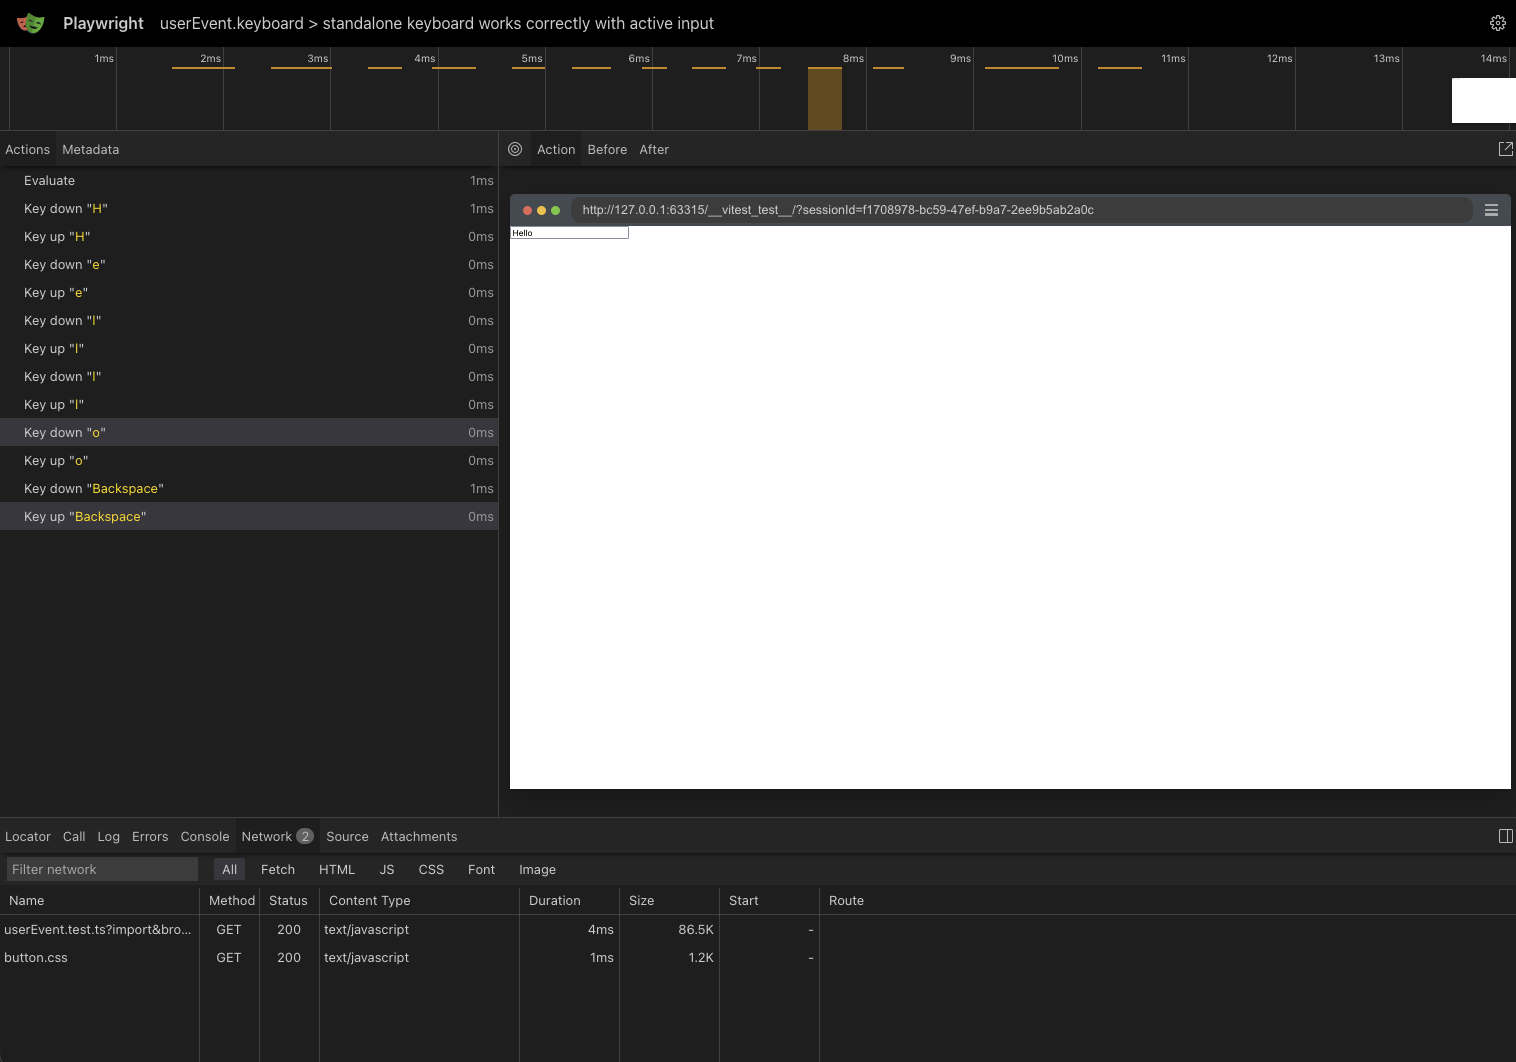 Playwright userEvent.keyboard > standalone keyboard works correctly with active input
1ms 2ms 3ms 4ms 5ms 6ms 7ms 8ms 9ms 10ms 11ms 12ms 13ms 14ms
Actions Metadata
Action Before After
Evaluate 1ms
Key down "H" 1ms
Key up "H" 0ms
Key down "e" 0ms
Key up "e" 0ms
Key down "l" 0ms
Key up "l" 0ms
Key down "l" 0ms
Key up "l" 0ms
Key down "o" 0ms
Key up "o" 0ms
Key down "Backspace" 1ms
Key up "Backspace" 0ms
http://127.0.0.1:63315/__vitest_test__/?sessionId=f1708978-bc59-47ef-b9a7-2ee9b5ab2a0c
Hello
Locator Call Log Errors Console Network 2 Source Attachments
Filter network All Fetch HTML JS CSS Font Image
Name Method Status Content Type Duration Size Start Route
userEvent.test.ts?import&bro... GET 200 text/javascript 4ms 86.5K -
button.css GET 200 text/javascript 1ms 1.2K -